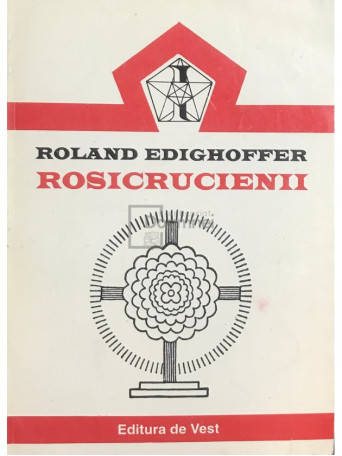 ROLAND EDIGHOFFER
ROSICRUCIENII
Editura de Vest